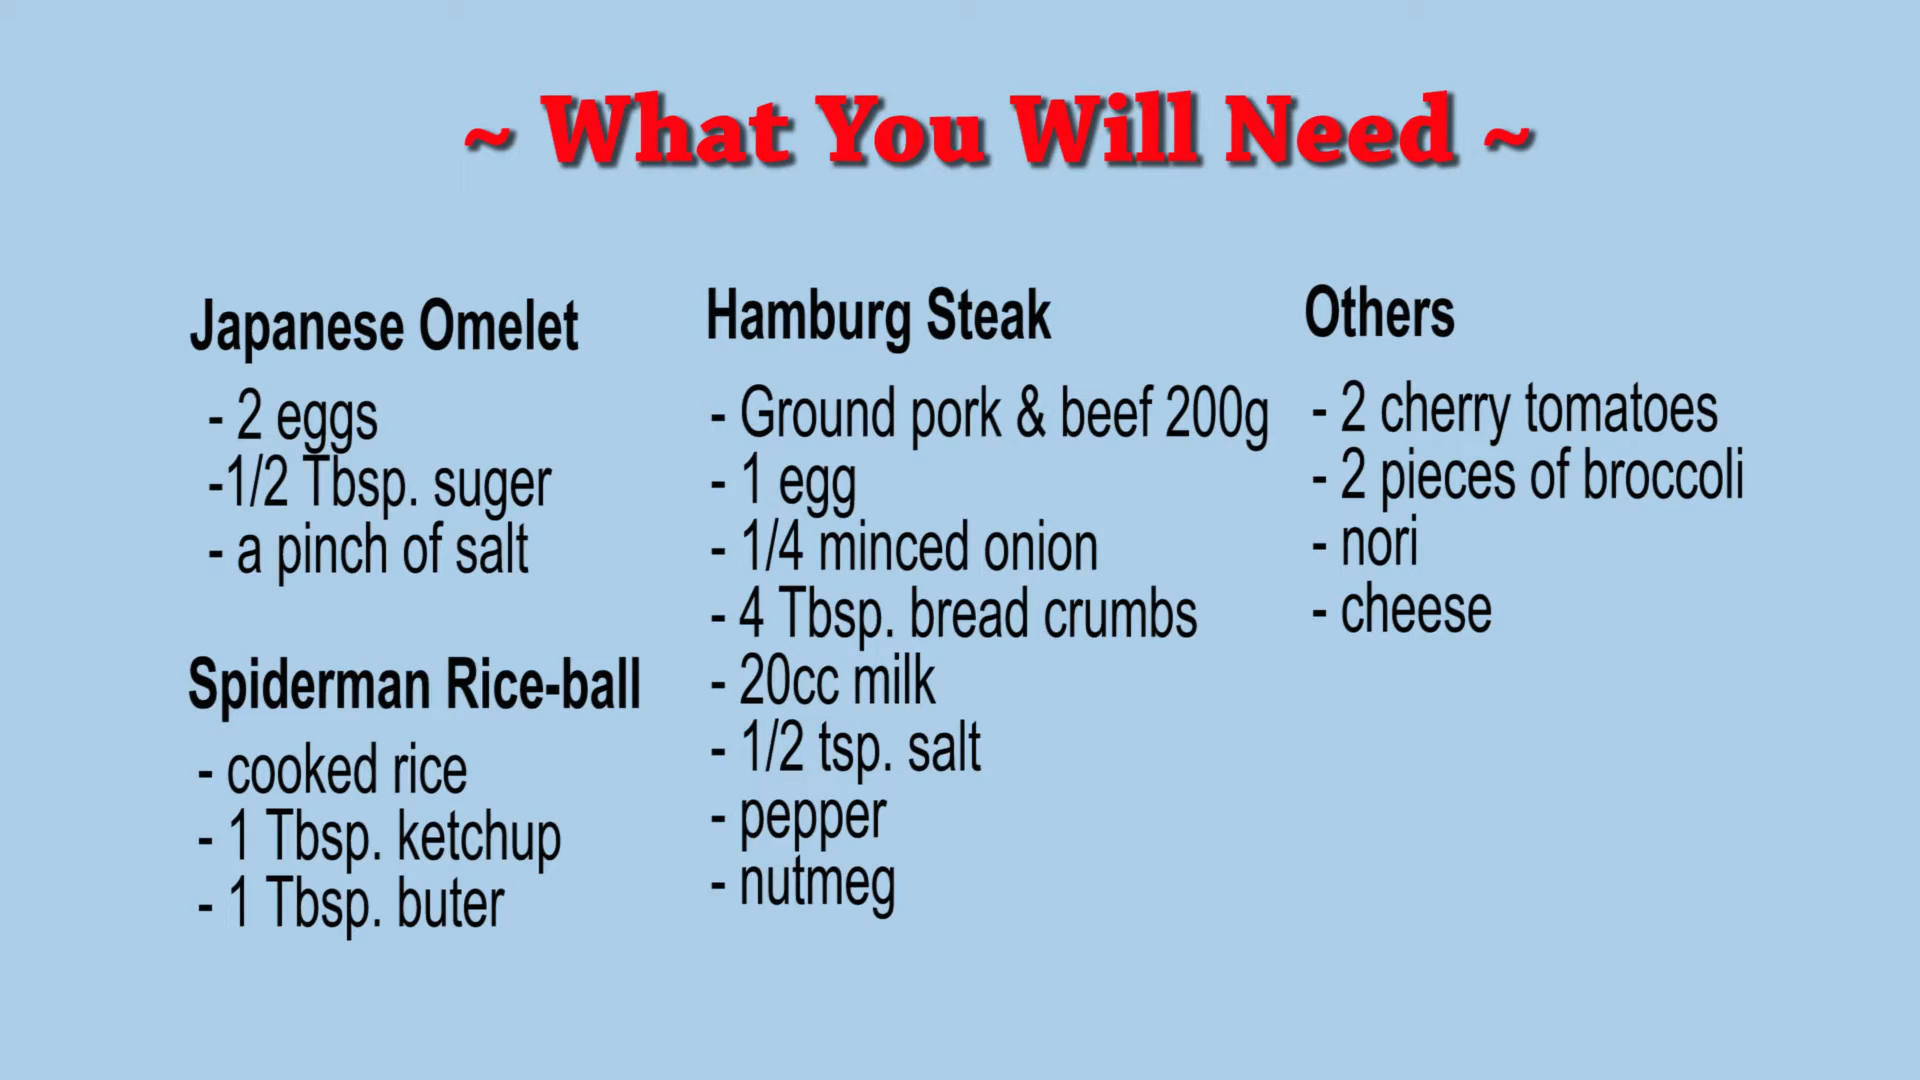 ~ What You Will Need ~
Japanese Omelet
- 2 eggs
-1/2 Tbsp. suger
- a pinch of salt
Spiderman Rice-ball
- cooked rice
- 1 Tbsp. ketchup
- 1 Tbsp. buter
Hamburg Steak
- Ground pork & beef 200g
- 1 egg
- 1/4 minced onion
- 4 Tbsp. bread crumbs
- 20cc milk
- 1/2 tsp. salt
- pepper
- nutmeg
Others
- 2 cherry tomatoes
- 2 pieces of broccoli
- nori
- cheese